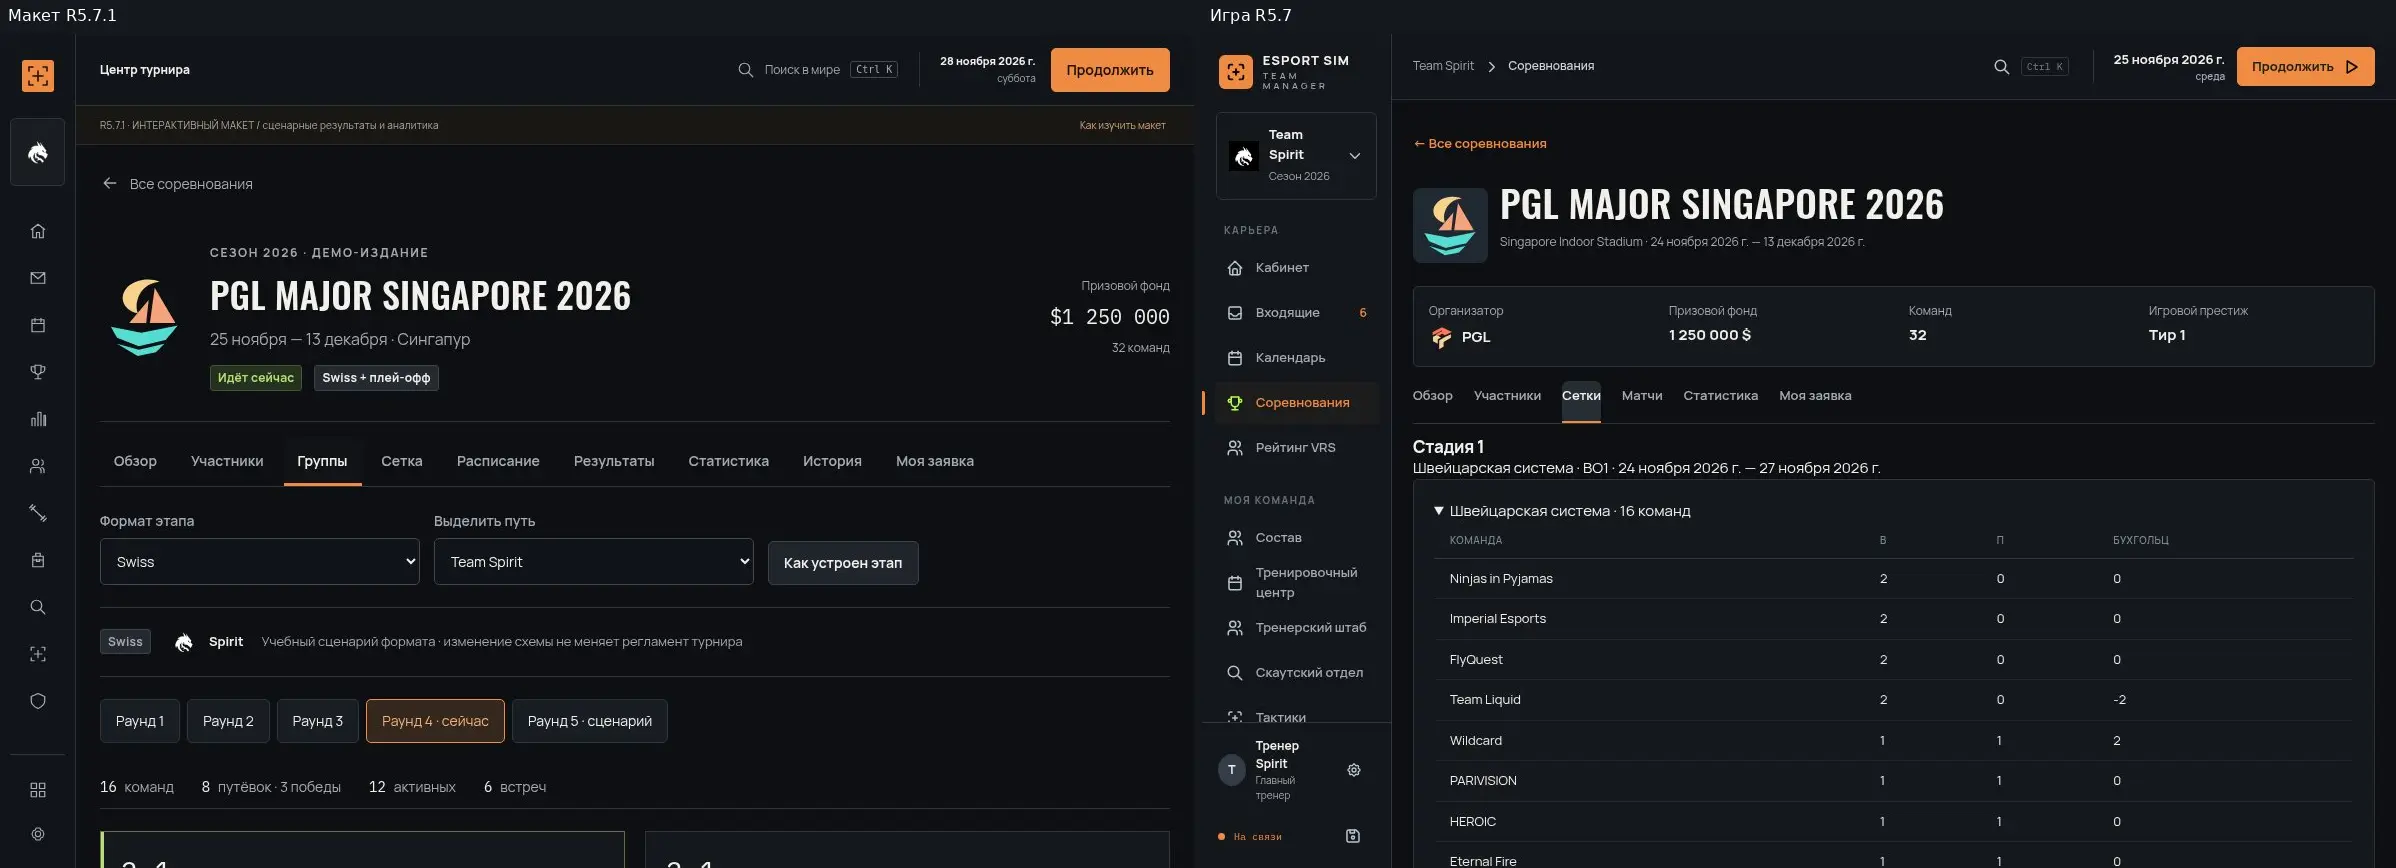 Макет R5.7.1
Центр турнира
Поиск в мире Ctrl K
28 ноября 2026 г.
суббота
Продолжить
R5.7.1 · ИНТЕРАКТИВНЫЙ МАКЕТ / сценарные результаты и аналитика
Как изучить макет
← Все соревнования
СЕЗОН 2026 · ДЕМО-ИЗДАНИЕ
PGL MAJOR SINGAPORE 2026
25 ноября — 13 декабря · Сингапур
Идёт сейчас Swiss + плей-офф
Призовой фонд
$1 250 000
32 команд
Обзор Участники Группы Сетка Расписание Результаты Статистика История Моя заявка
Формат этапа Выделить путь
Swiss Team Spirit Как устроен этап
Swiss Spirit Учебный сценарий формата · изменение схемы не меняет регламент турнира
Раунд 1 Раунд 2 Раунд 3 Раунд 4 · сейчас Раунд 5 · сценарий
16 команд 8 путёвок · 3 победы 12 активных 6 встреч
Игра R5.7
ESPORT SIM
TEAM
MANAGER
Team
Spirit
Сезон 2026
КАРЬЕРА
Кабинет
Входящие 6
Календарь
Соревнования
Рейтинг VRS
МОЯ КОМАНДА
Состав
Тренировочный
центр
Тренерский штаб
Скаутский отдел
Тактики
Т
Тренер
Spirit
Главный
тренер
На связи
Team Spirit > Соревнования
Ctrl K
25 ноября 2026 г.
среда
Продолжить
← Все соревнования
PGL MAJOR SINGAPORE 2026
Singapore Indoor Stadium · 24 ноября 2026 г. — 13 декабря 2026 г.
Организатор Призовой фонд Команд Игровой престиж
PGL 1 250 000 $ 32 Тир 1
Обзор Участники Сетки Матчи Статистика Моя заявка
Стадия 1
Швейцарская система · BO1 · 24 ноября 2026 г. — 27 ноября 2026 г.
▼ Швейцарская система · 16 команд
КОМАНДА В П БУХГОЛЬЦ
Ninjas in Pyjamas 2 0 0
Imperial Esports 2 0 0
FlyQuest 2 0 0
Team Liquid 2 0 -2
Wildcard 1 1 2
PARIVISION 1 1 0
HEROIC 1 1 0
Eternal Fire 1 1 0